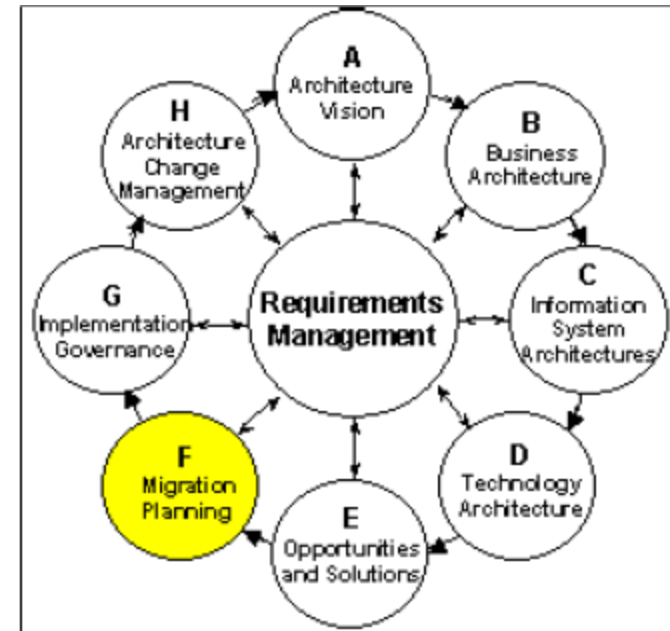 A
Architecture
Vision
B
Business
Architecture
C
Information
System
Architectures
D
Technology
Architecture
E
Opportunities
and Solutions
F
Migration
Planning
G
Implementation
Governance
H
Architecture
Change
Management
Requirements
Management